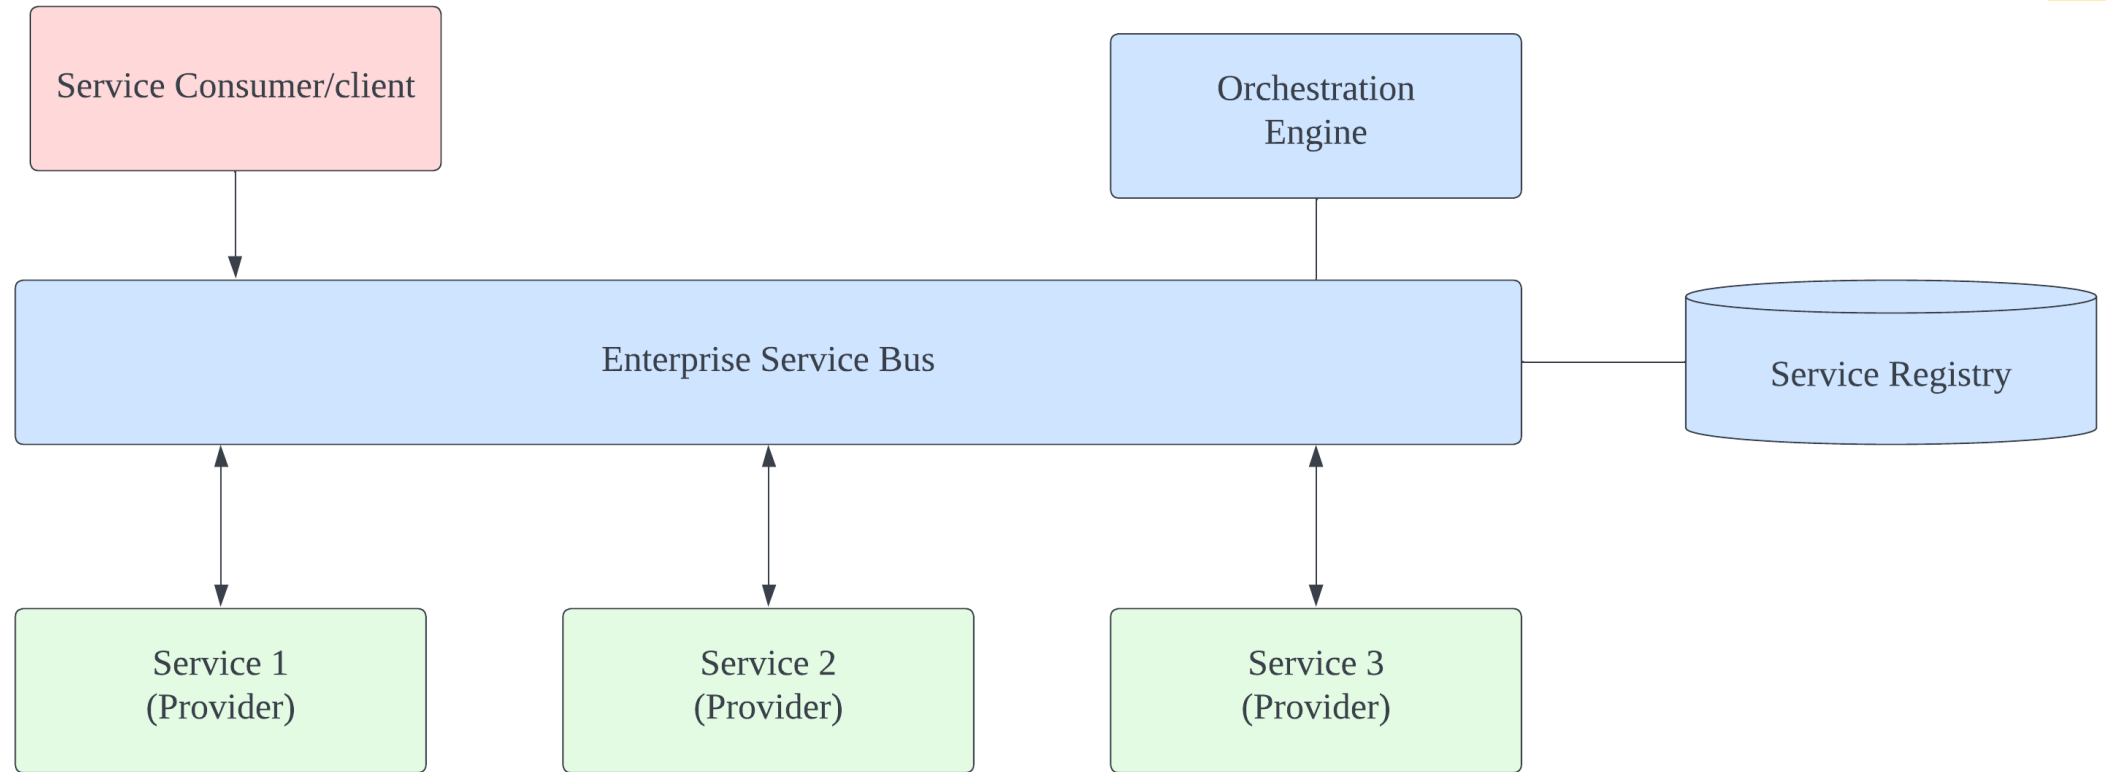 Service Consumer/client
Orchestration
Engine
Enterprise Service Bus
Service Registry
Service 1
(Provider)
Service 2
(Provider)
Service 3
(Provider)